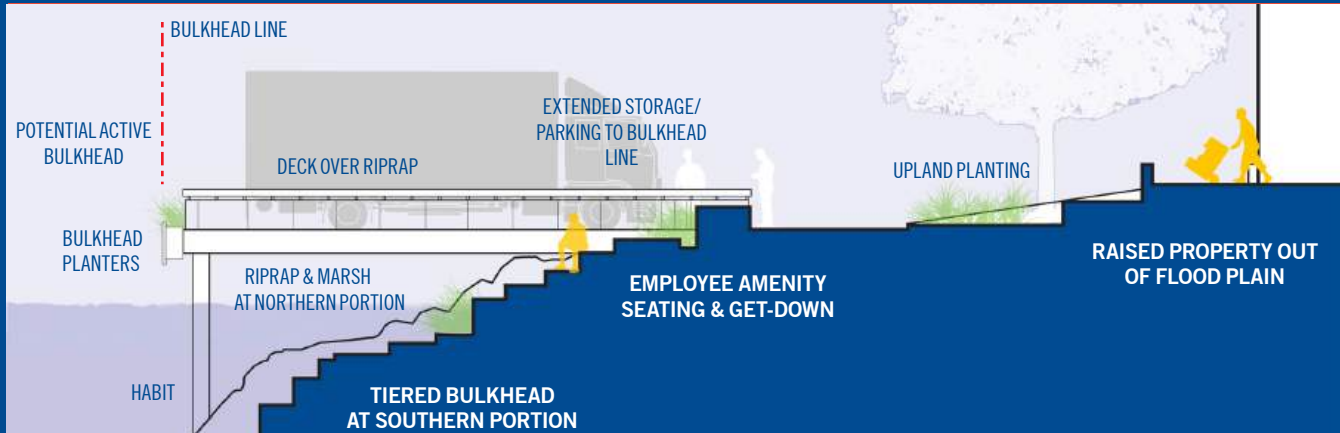 BULKHEAD LINE
POTENTIAL ACTIVE
BULKHEAD
DECK OVER RIPRAP
EXTENDED STORAGE/
PARKING TO BULKHEAD
LINE
UPLAND PLANTING
BULKHEAD
PLANTERS
RIPRAP & MARSH
AT NORTHERN PORTION
EMPLOYEE AMENITY
SEATING & GET-DOWN
RAISED PROPERTY OUT
OF FLOOD PLAIN
HABIT
TIERED BULKHEAD
AT SOUTHERN PORTION